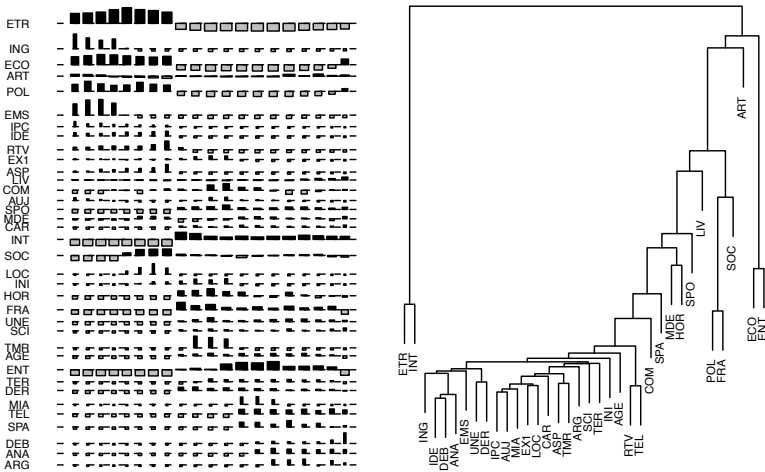 ETR
ING
ECO
ART
POL
EMS
IPC
IDE
RTV
EX1
ASP
LIV
COM
AUJ
SPO
MDE
CAR
INT
SOC
LOC
INI
HOR
FRA
UNE
SCI
TMR
AGE
ENT
TER
DER
MIA
TEL
SPA
DEB
ANA
ARG
ETR
INT
ING
IDE
DEB
ANA
EMS
UNE
DER
IPC
AUJ
MIA
EX1
LOC
CAR
ASP
TMR
ARG
SCI
TER
INI
AGE
RTV
TEL
COM
SPA
MDE
HOR
SPO
LIV
POL
FRA
SOC
ART
ECO
ENT